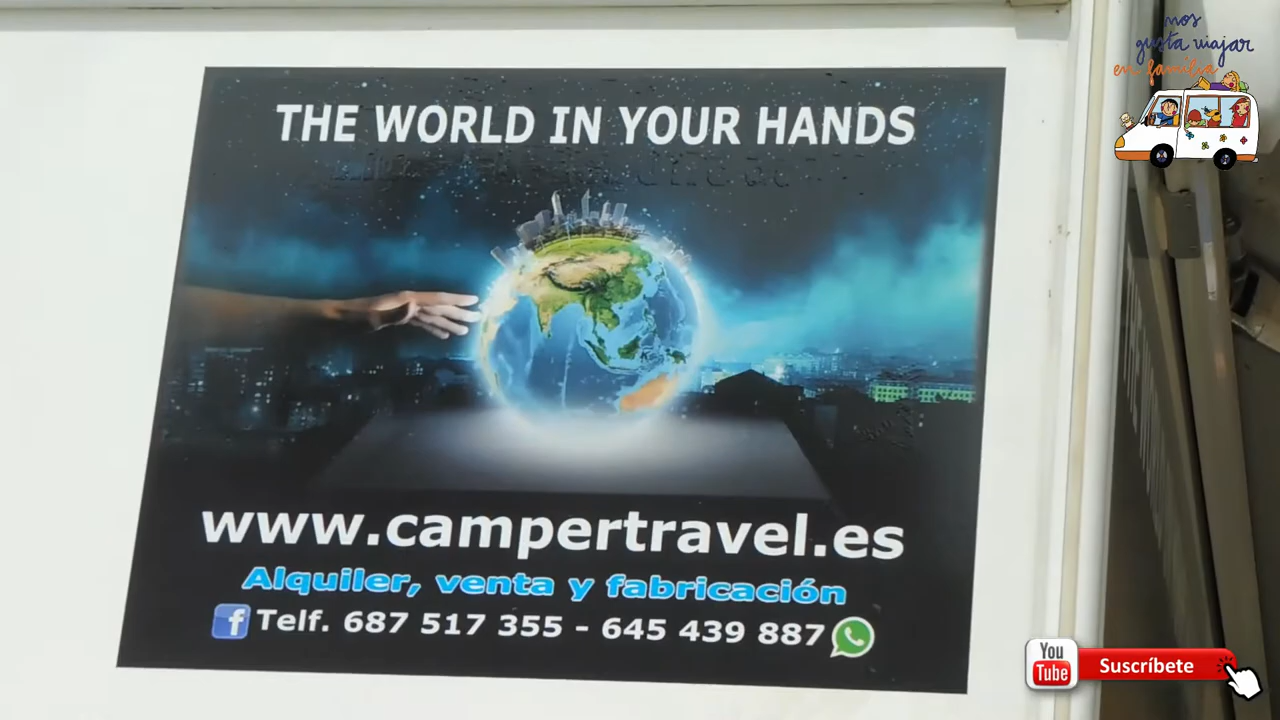 THE WORLD IN YOUR HANDS
www.campertravel.es
Alquiler, venta y fabricación
f Telf. 687 517 355 - 645 439 887
nos
gusta viajar
en familia
You
Tube
Suscríbete